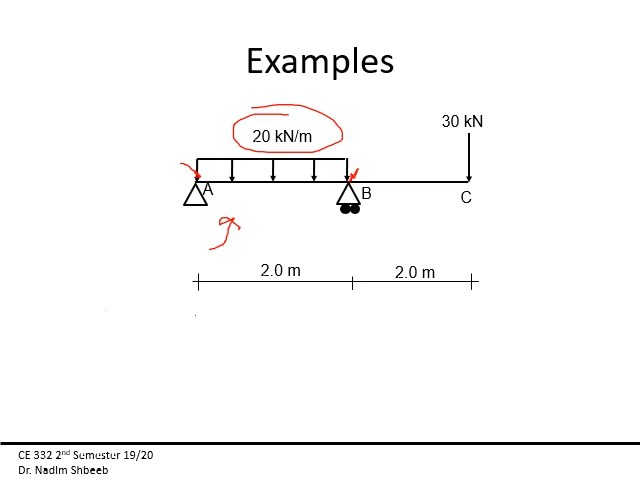 Examples
30 kN
20 kN/m
A
B
C
2.0 m
2.0 m
CE 332 2nd Semester 19/20
Dr. Nadim Shbeeb